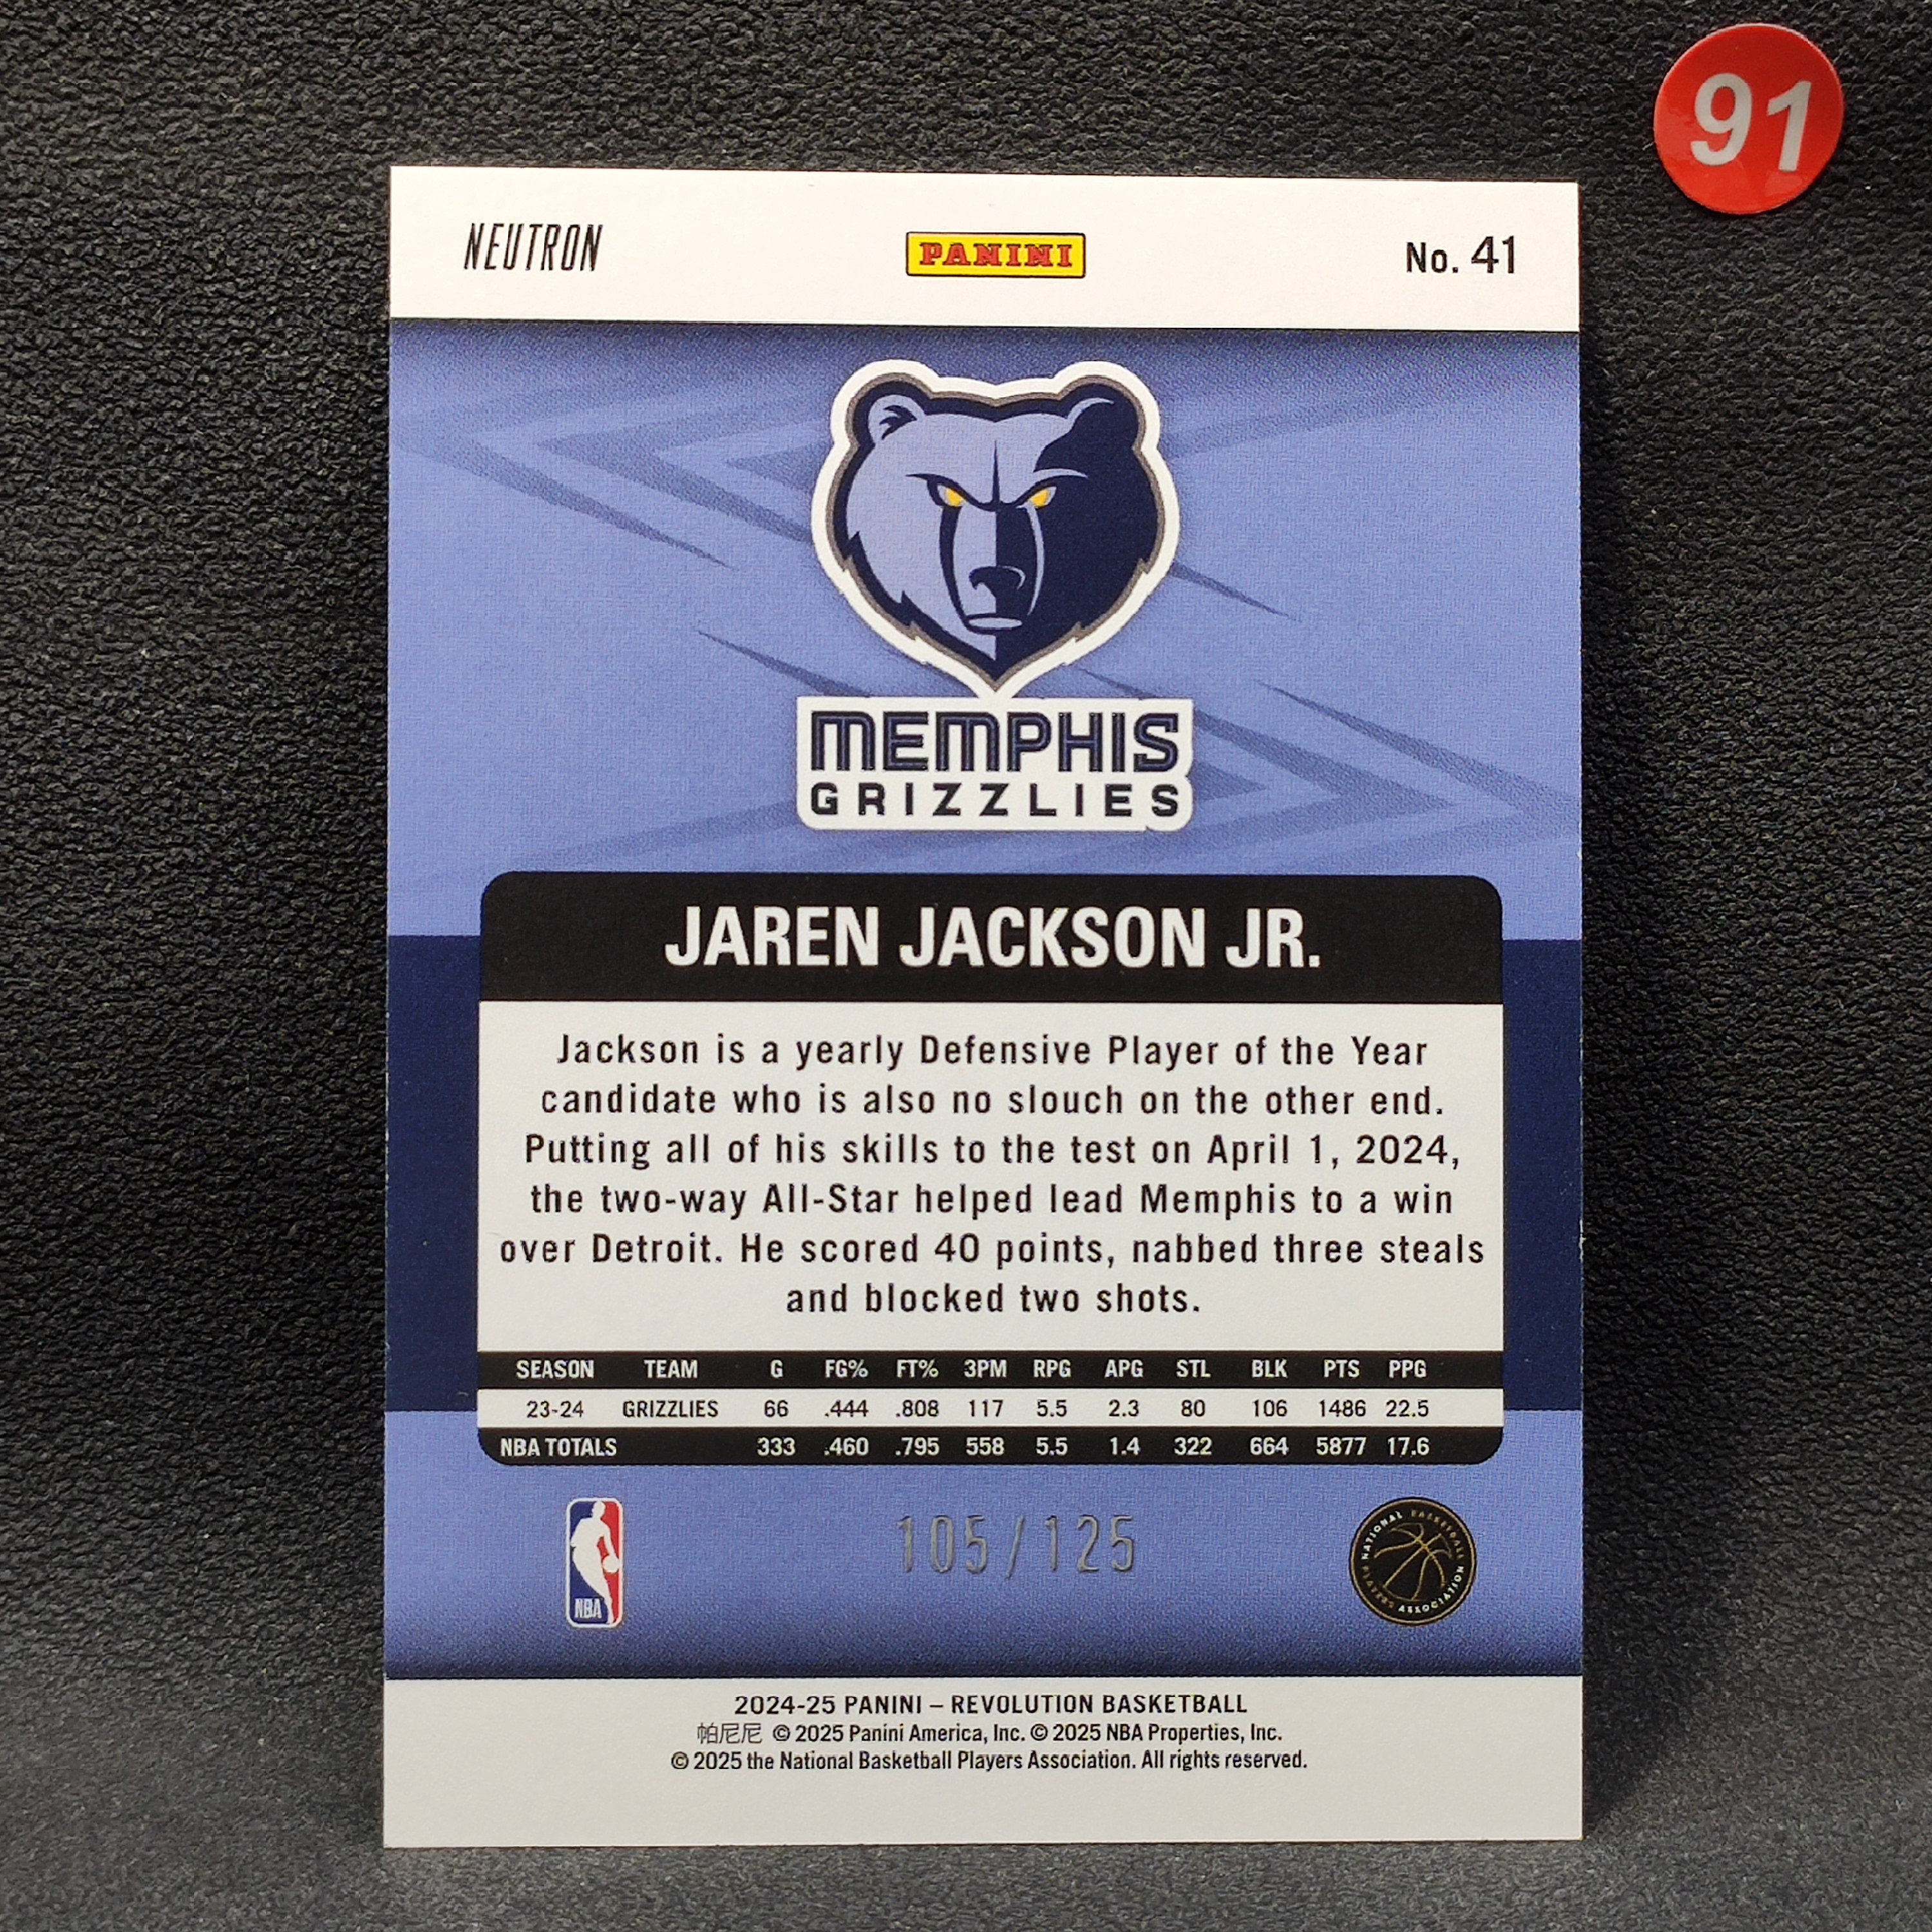 91
NEUTRON
PANINI
No. 41
MEMPHIS
GRIZZLIES
JAREN JACKSON JR.
Jackson is a yearly Defensive Player of the Year
candidate who is also no slouch on the other end.
Putting all of his skills to the test on April 1, 2024,
the two-way All-Star helped lead Memphis to a win
over Detroit. He scored 40 points, nabbed three steals
and blocked two shots.
SEASON TEAM G FG% FT% 3PM RPG APG STL BLK PTS PPG
23-24 GRIZZLIES 66 .444 .808 117 5.5 2.3 80 106 1486 22.5
NBA TOTALS 333 .460 .795 558 5.5 1.4 322 664 5877 17.6
NBA
105/125
NATIONAL BASKETBALL
PLAYERS ASSOCIATION
2024-25 PANINI – REVOLUTION BASKETBALL
帕尼尼 © 2025 Panini America, Inc. © 2025 NBA Properties, Inc.
© 2025 the National Basketball Players Association. All rights reserved.